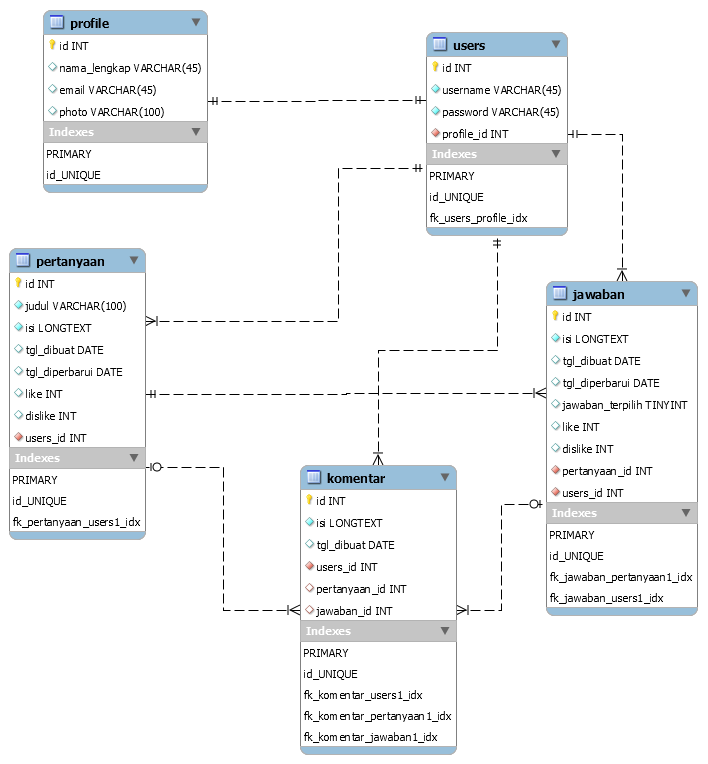 profile
id INT
nama_lengkap VARCHAR(45)
email VARCHAR(45)
photo VARCHAR(100)
Indexes
PRIMARY
id_UNIQUE
users
id INT
username VARCHAR(45)
password VARCHAR(45)
profile_id INT
Indexes
PRIMARY
id_UNIQUE
fk_users_profile_idx
pertanyaan
id INT
judul VARCHAR(100)
isi LONGTEXT
tgl_dibuat DATE
tgl_diperbarui DATE
like INT
dislike INT
users_id INT
Indexes
PRIMARY
id_UNIQUE
fk_pertanyaan_users1_idx
jawaban
id INT
isi LONGTEXT
tgl_dibuat DATE
tgl_diperbarui DATE
jawaban_terpilih TINYINT
like INT
dislike INT
pertanyaan_id INT
users_id INT
Indexes
PRIMARY
id_UNIQUE
fk_jawaban_pertanyaan1_idx
fk_jawaban_users1_idx
komentar
id INT
isi LONGTEXT
tgl_dibuat DATE
users_id INT
pertanyaan_id INT
jawaban_id INT
Indexes
PRIMARY
id_UNIQUE
fk_komentar_users1_idx
fk_komentar_pertanyaan1_idx
fk_komentar_jawaban1_idx